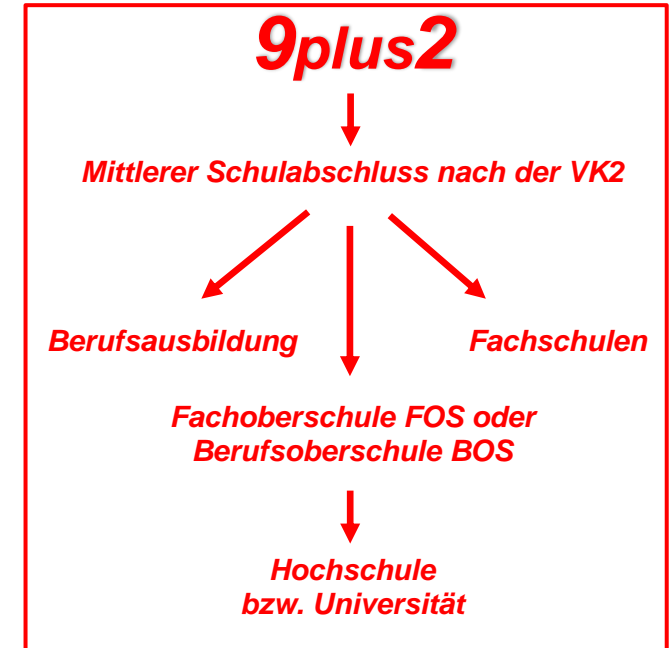 9plus2
Mittlerer Schulabschluss nach der VK2
Berufsausbildung
Fachschulen
Fachoberschule FOS oder
Berufsoberschule BOS
Hochschule
bzw. Universität